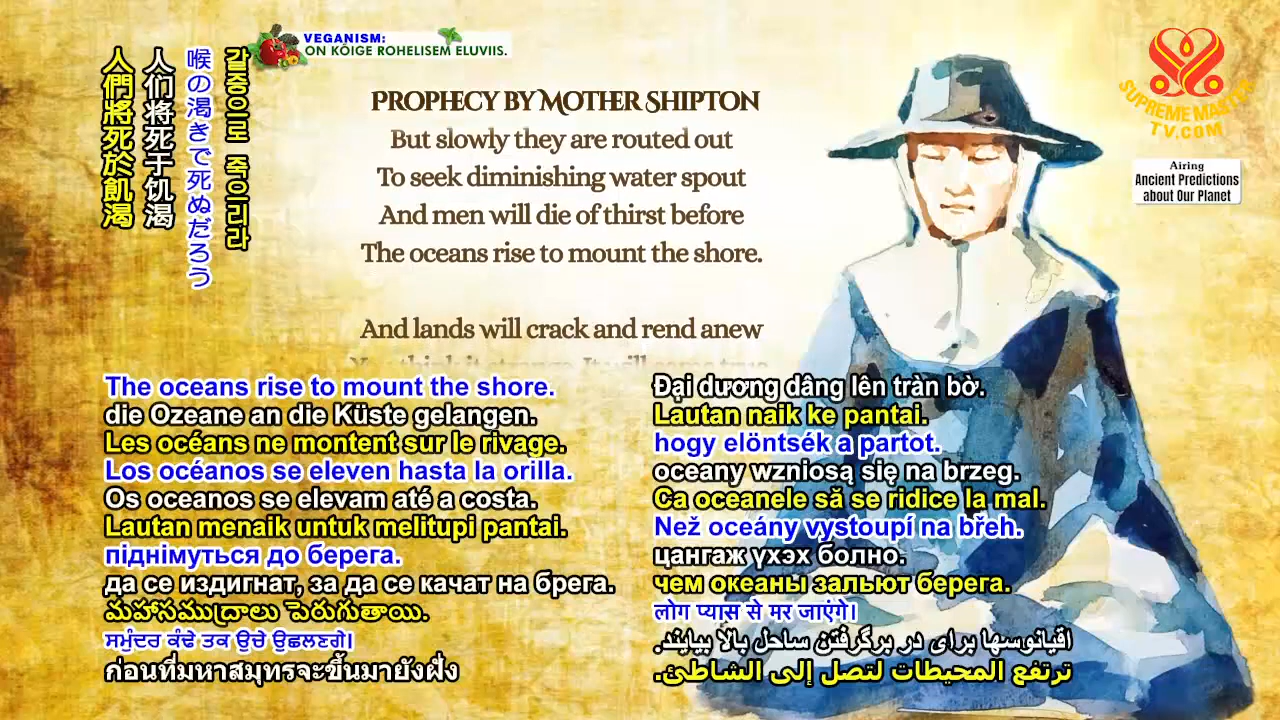 VEGANISM:
ON KÕIGE ROHELISEM ELUVIIS.
SUPREME MASTER
TV.COM
Airing
Ancient Predictions
about Our Planet
人們將死於飢渴
人们将死于饥渴
喉の渇きで死ぬだろう
갈증으로 죽으리라
PROPHECY BY MOTHER SHIPTON
But slowly they are routed out
To seek diminishing water spout
And men will die of thirst before
The oceans rise to mount the shore.
And lands will crack and rend anew
You think it strange. It will come true.
The oceans rise to mount the shore.
die Ozeane an die Küste gelangen.
Les océans ne montent sur le rivage.
Los océanos se eleven hasta la orilla.
Os oceanos se elevam até a costa.
Lautan menaik untuk melitupi pantai.
піднімуться до берега.
да се издигнат, за да се качат на брега.
మహాసముద్రాలు పెరుగుతాయి.
ਸਮੁੰਦਰ ਕੰਢੇ ਤਕ ਉਚੇ ਉਛਲਣਗੇ।
ก่อนที่มหาสมุทรจะขึ้นมายังฝั่ง
Đại dương dâng lên tràn bờ.
Lautan naik ke pantai.
hogy elöntsék a partot.
oceany wzniosą się na brzeg.
Ca oceanele să se ridice la mal.
Než oceány vystoupí na břeh.
цангаж үхэх болно.
чем океаны зальют берега.
लोग प्यास से मर जाएंगे।
اقیانوسها برای در برگرفتن ساحل بالا بیایند.
ترتفع المحيطات لتصل إلى الشاطئ.